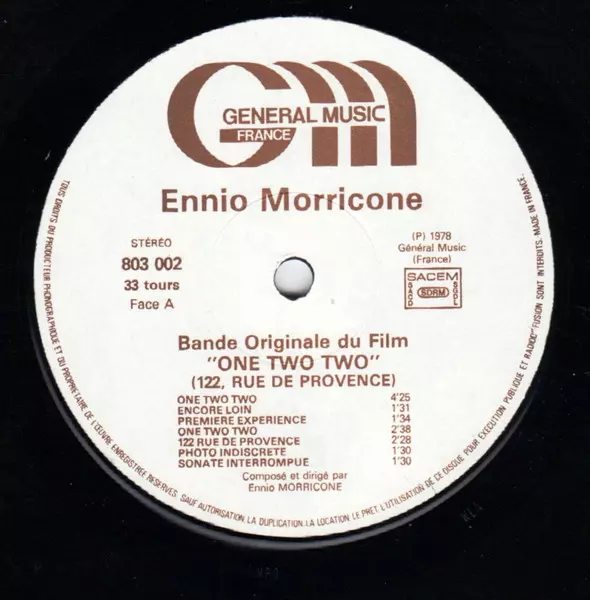 GM
GENERAL MUSIC
FRANCE
Ennio Morricone
STÉRÉO
803 002
33 tours
Face A
(P) 1978
Général Music
(France)
SACEM
SACD
SDRM
SGDL
Bande Originale du Film
"ONE TWO TWO"
(122, RUE DE PROVENCE)
ONE TWO TWO 4'25
ENCORE LOIN 1'31
PREMIERE EXPERIENCE 1'34
ONE TWO TWO 2'38
122 RUE DE PROVENCE 2'28
PHOTO INDISCRETE 1'30
SONATE INTERROMPUE 1'30
Composé et dirigé par
Ennio MORRICONE
TOUS DROITS DU PRODUCTEUR PHONOGRAPHIQUE ET DU PROPRIETAIRE DE L'ŒUVRE ENREGISTREE RESERVES. SAUF AUTORISATION, LA DUPLICATION, LA LOCATION, LE PRET, L'UTILISATION DE CE DISQUE POUR EXECUTION PUBLIQUE ET RADIODIFFUSION SONT INTERDITS. MADE IN FRANCE.